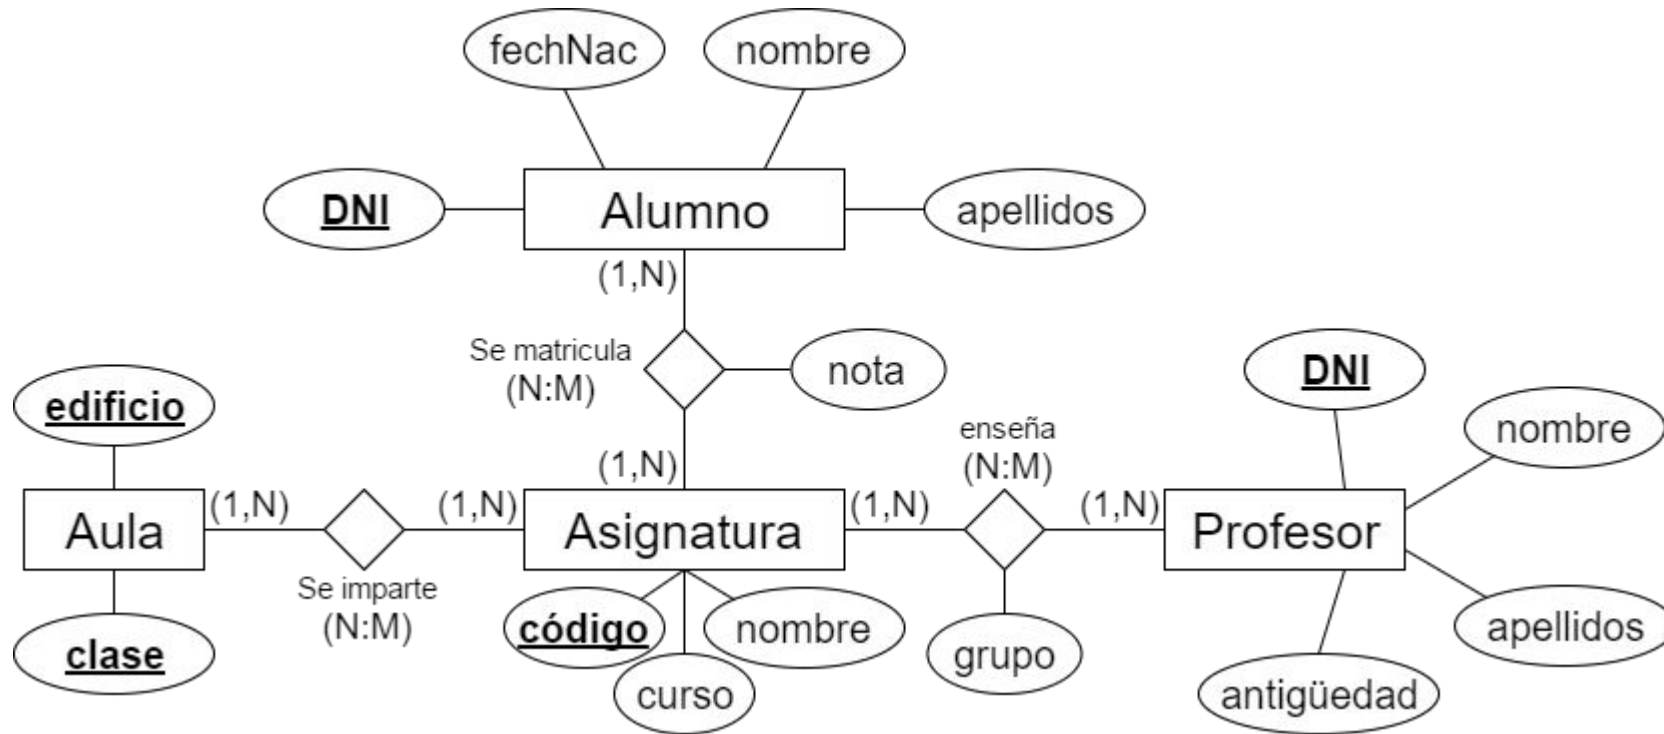 fechNac
nombre
DNI
Alumno
apellidos
(1,N)
Se matricula
(N:M)
nota
(1,N)
edificio
Aula
clase
(1,N)
Se imparte
(N:M)
(1,N)
Asignatura
código
nombre
curso
(1,N)
enseña
(N:M)
grupo
(1,N)
DNI
nombre
Profesor
apellidos
antigüedad